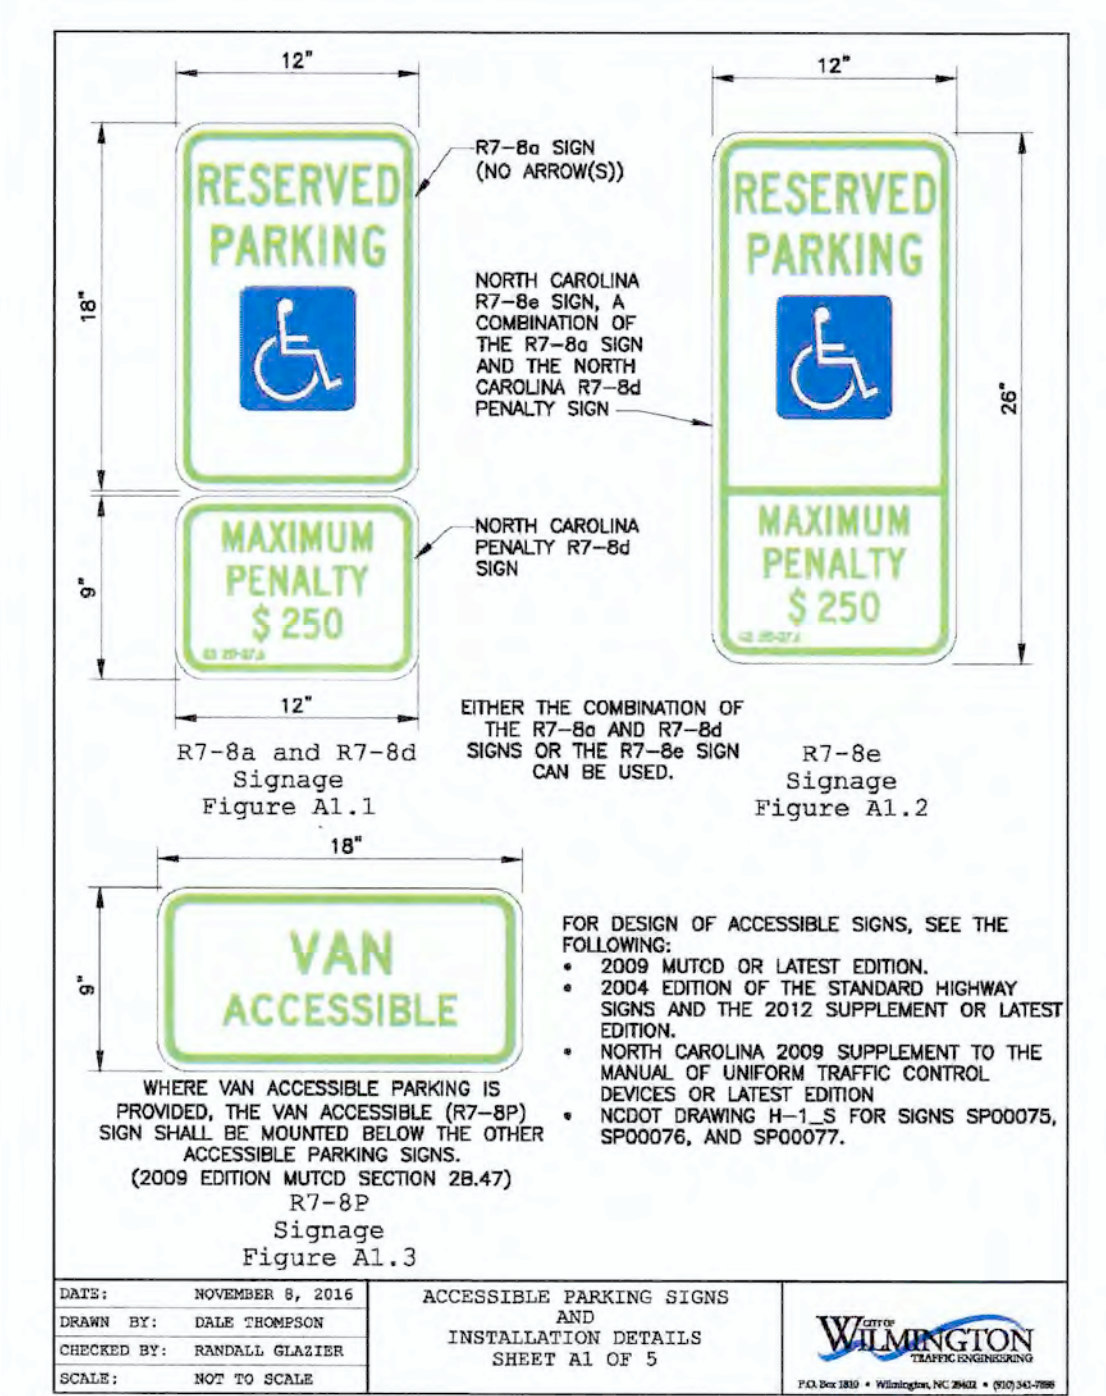 12"
12"
18"
RESERVED
PARKING
R7-8a SIGN
(NO ARROW(S))
NORTH CAROLINA
R7-8e SIGN, A
COMBINATION OF
THE R7-8a SIGN
AND THE NORTH
CAROLINA R7-8d
PENALTY SIGN
RESERVED
PARKING
26"
9"
MAXIMUM
PENALTY
$ 250
NORTH CAROLINA
PENALTY R7-8d
SIGN
MAXIMUM
PENALTY
$ 250
12"
R7-8a and R7-8d
Signage
Figure A1.1
EITHER THE COMBINATION OF
THE R7-8a AND R7-8d
SIGNS OR THE R7-8e SIGN
CAN BE USED.
R7-8e
Signage
Figure A1.2
18"
9"
VAN
ACCESSIBLE
WHERE VAN ACCESSIBLE PARKING IS
PROVIDED, THE VAN ACCESSIBLE (R7-8P)
SIGN SHALL BE MOUNTED BELOW THE OTHER
ACCESSIBLE PARKING SIGNS.
(2009 EDITION MUTCD SECTION 2B.47)
R7-8P
Signage
Figure A1.3
FOR DESIGN OF ACCESSIBLE SIGNS, SEE THE
FOLLOWING:
• 2009 MUTCD OR LATEST EDITION.
• 2004 EDITION OF THE STANDARD HIGHWAY
SIGNS AND THE 2012 SUPPLEMENT OR LATEST
EDITION.
• NORTH CAROLINA 2009 SUPPLEMENT TO THE
MANUAL OF UNIFORM TRAFFIC CONTROL
DEVICES OR LATEST EDITION
• NCDOT DRAWING H-1_S FOR SIGNS SP00075,
SP00076, AND SP00077.
DATE: NOVEMBER 8, 2016
DRAWN BY: DALE THOMPSON
CHECKED BY: RANDALL GLAZIER
SCALE: NOT TO SCALE
ACCESSIBLE PARKING SIGNS
AND
INSTALLATION DETAILS
SHEET A1 OF 5
CITY OF
WILMINGTON
TRAFFIC ENGINEERING
P.O. Box 1810 • Wilmington, NC 28402 •